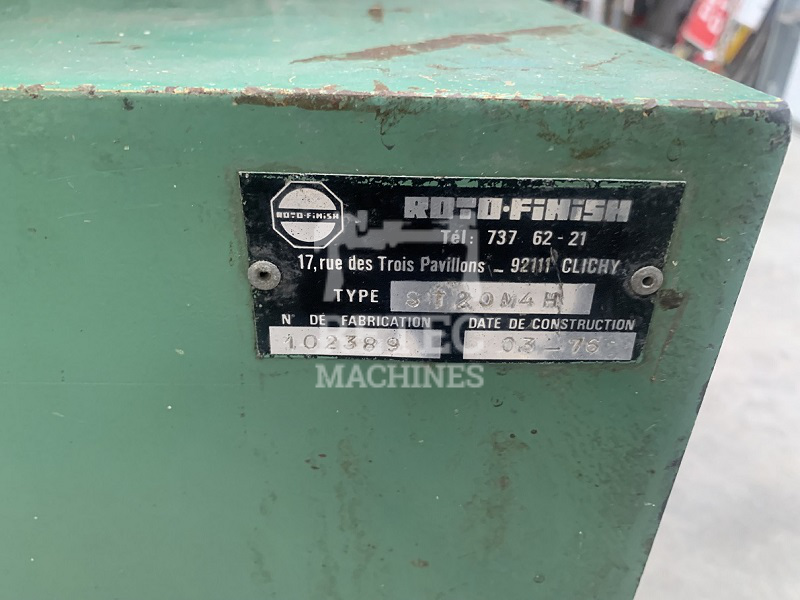 ROTO-FINISH
ROTO·FINISH
Tél: 737 62-21
17, rue des Trois Pavillons _ 92111 CLICHY
TYPE ST20M4H
N° DE FABRICATION DATE DE CONSTRUCTION
102389 03-76
MACHINES